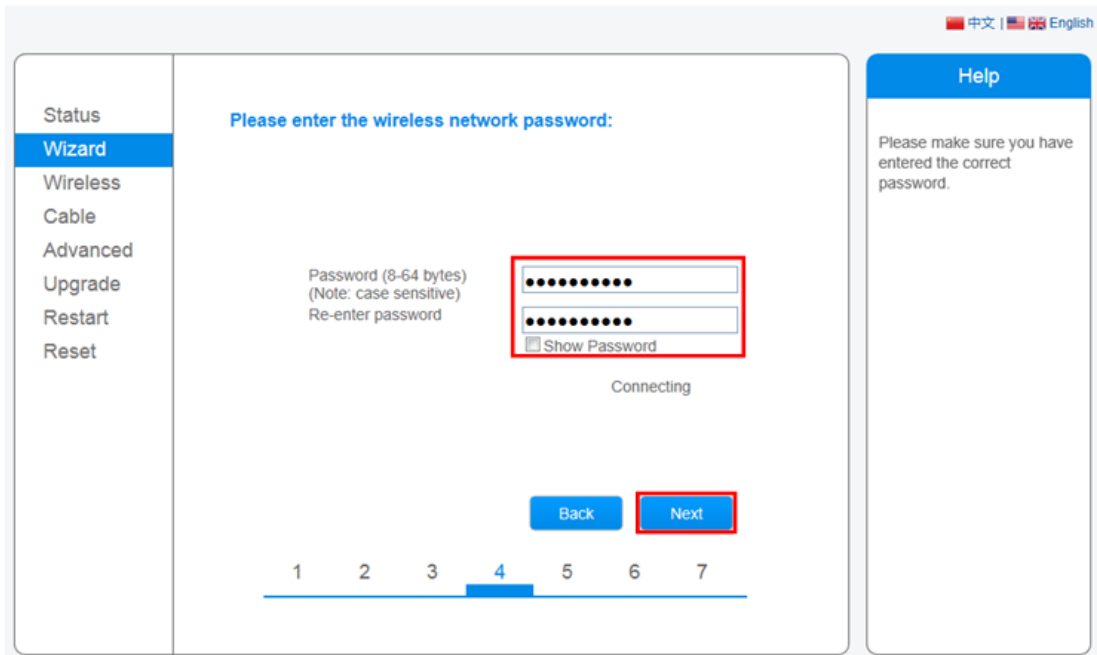 中文 | English
Status
Wizard
Wireless
Cable
Advanced
Upgrade
Restart
Reset
Please enter the wireless network password:
Password (8-64 bytes)
(Note: case sensitive)
Re-enter password
●●●●●●●●●●
●●●●●●●●●●
Show Password
Connecting
Back Next
1 2 3 4 5 6 7
Help
Please make sure you have
entered the correct
password.